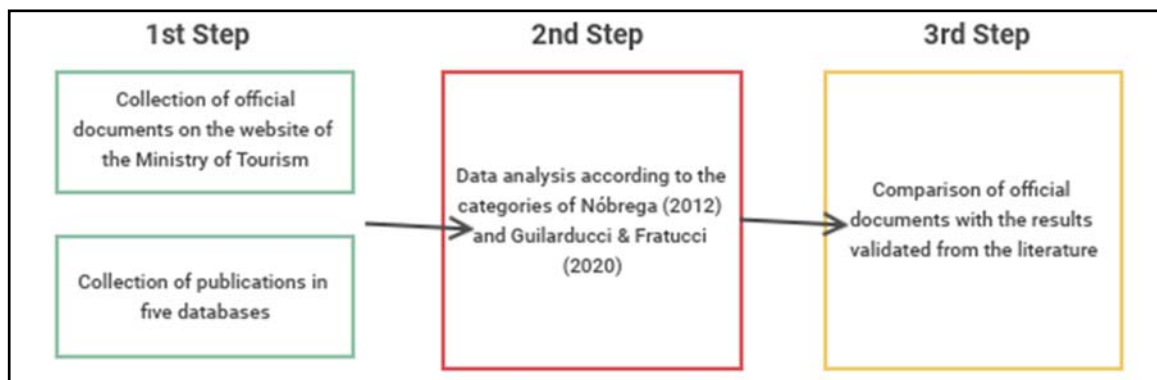 1st Step
Collection of official
documents on the website of
the Ministry of Tourism
Collection of publications in
five databases
2nd Step
Data analysis according to the
categories of Nóbrega (2012)
and Guilarducci & Fratucci
(2020)
3rd Step
Comparison of official
documents with the results
validated from the literature